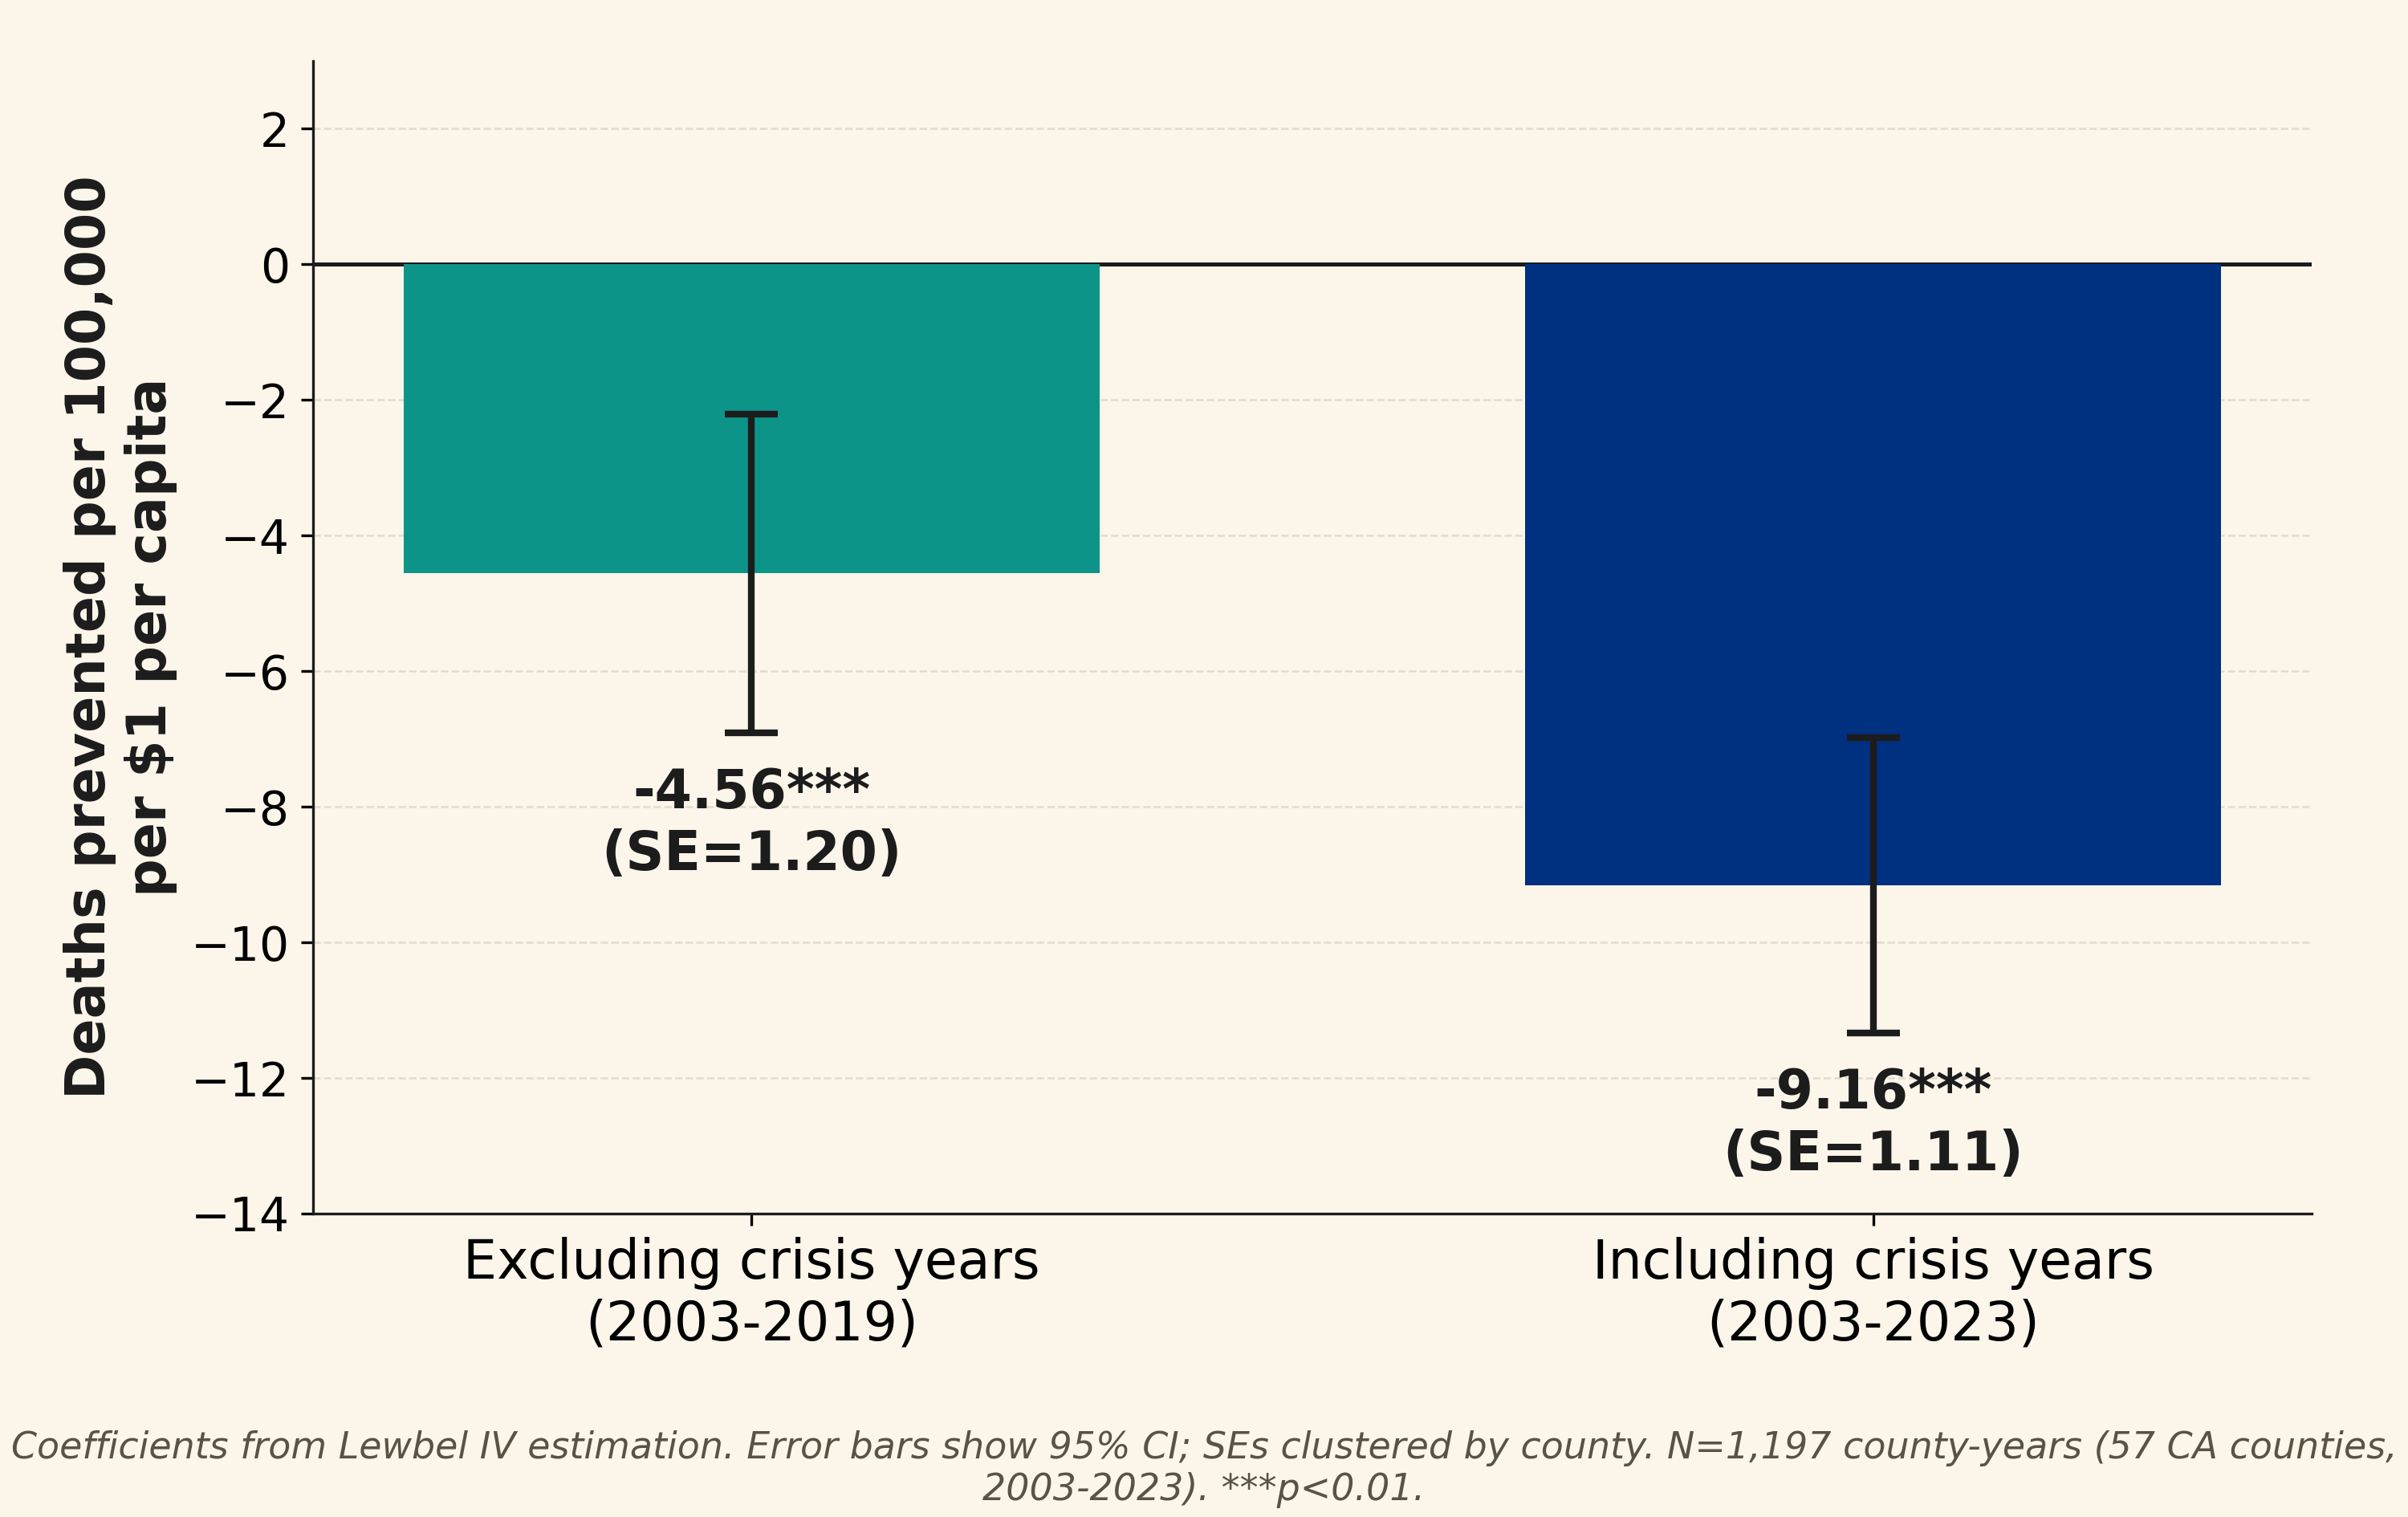 Deaths prevented per 100,000
per $1 per capita
2
0
−2
−4
−6
−8
−10
−12
−14
-4.56***
(SE=1.20)
-9.16***
(SE=1.11)
Excluding crisis years
(2003-2019)
Including crisis years
(2003-2023)
Coefficients from Lewbel IV estimation. Error bars show 95% CI; SEs clustered by county. N=1,197 county-years (57 CA counties,
2003-2023). ***p<0.01.